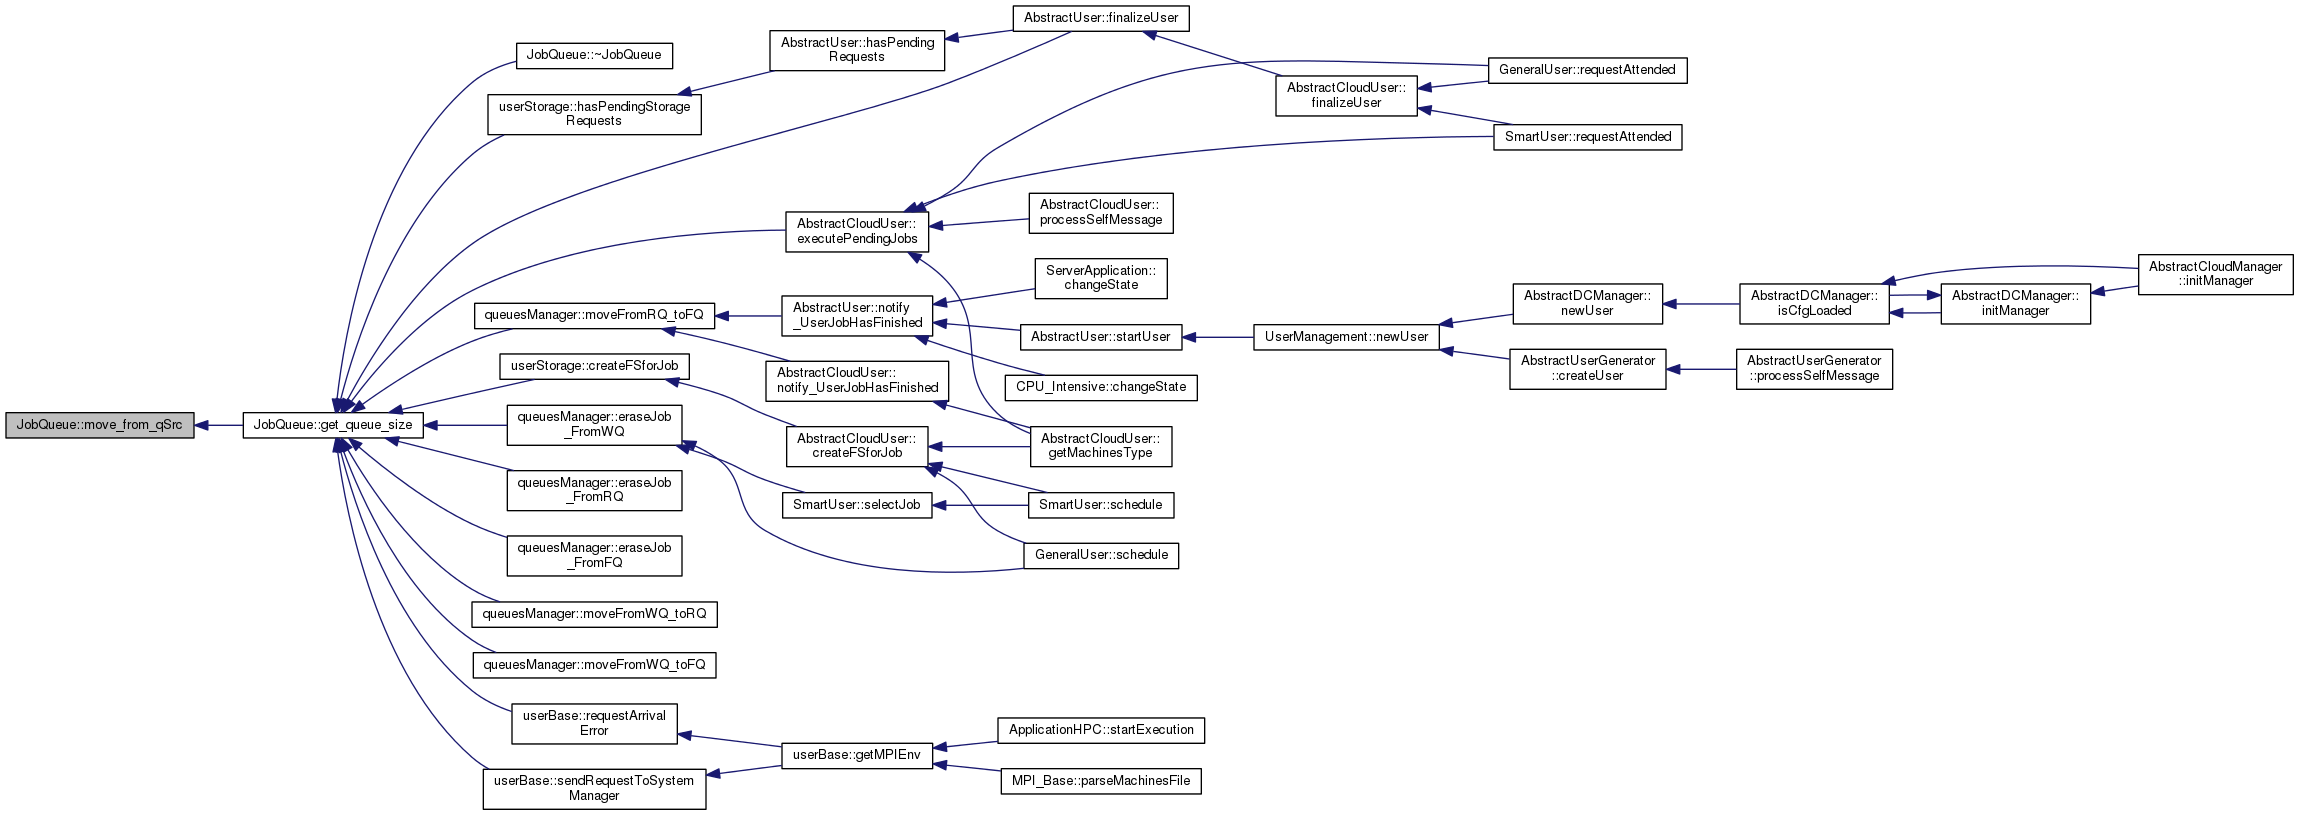 JobQueue::move_from_qSrc
JobQueue::get_queue_size
JobQueue::~JobQueue
userStorage::hasPendingStorage
Requests
queuesManager::moveFromRQ_toFQ
userStorage::createFSforJob
queuesManager::eraseJob
_FromWQ
queuesManager::eraseJob
_FromRQ
queuesManager::eraseJob
_FromFQ
queuesManager::moveFromWQ_toRQ
queuesManager::moveFromWQ_toFQ
userBase::requestArrival
Error
userBase::sendRequestToSystem
Manager
AbstractUser::hasPending
Requests
AbstractCloudUser::
executePendingJobs
AbstractUser::notify
_UserJobHasFinished
AbstractCloudUser::
notify_UserJobHasFinished
AbstractCloudUser::
createFSforJob
SmartUser::selectJob
userBase::getMPIEnv
AbstractUser::finalizeUser
AbstractCloudUser::
processSelfMessage
ServerApplication::
changeState
AbstractUser::startUser
CPU_Intensive::changeState
AbstractCloudUser::
getMachinesType
SmartUser::schedule
GeneralUser::schedule
ApplicationHPC::startExecution
MPI_Base::parseMachinesFile
AbstractCloudUser::
finalizeUser
UserManagement::newUser
GeneralUser::requestAttended
SmartUser::requestAttended
AbstractDCManager::
newUser
AbstractUserGenerator
::createUser
AbstractDCManager::
isCfgLoaded
AbstractUserGenerator
::processSelfMessage
AbstractDCManager::
initManager
AbstractCloudManager
::initManager